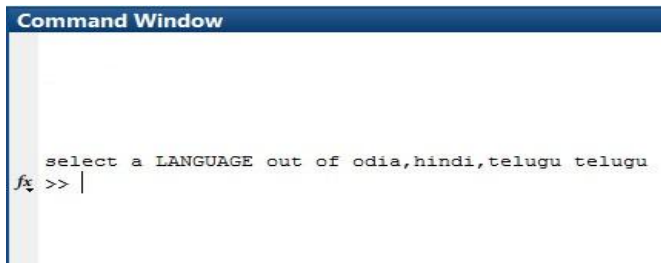 Command Window
select a LANGUAGE out of odia,hindi,telugu telugu
fx >>